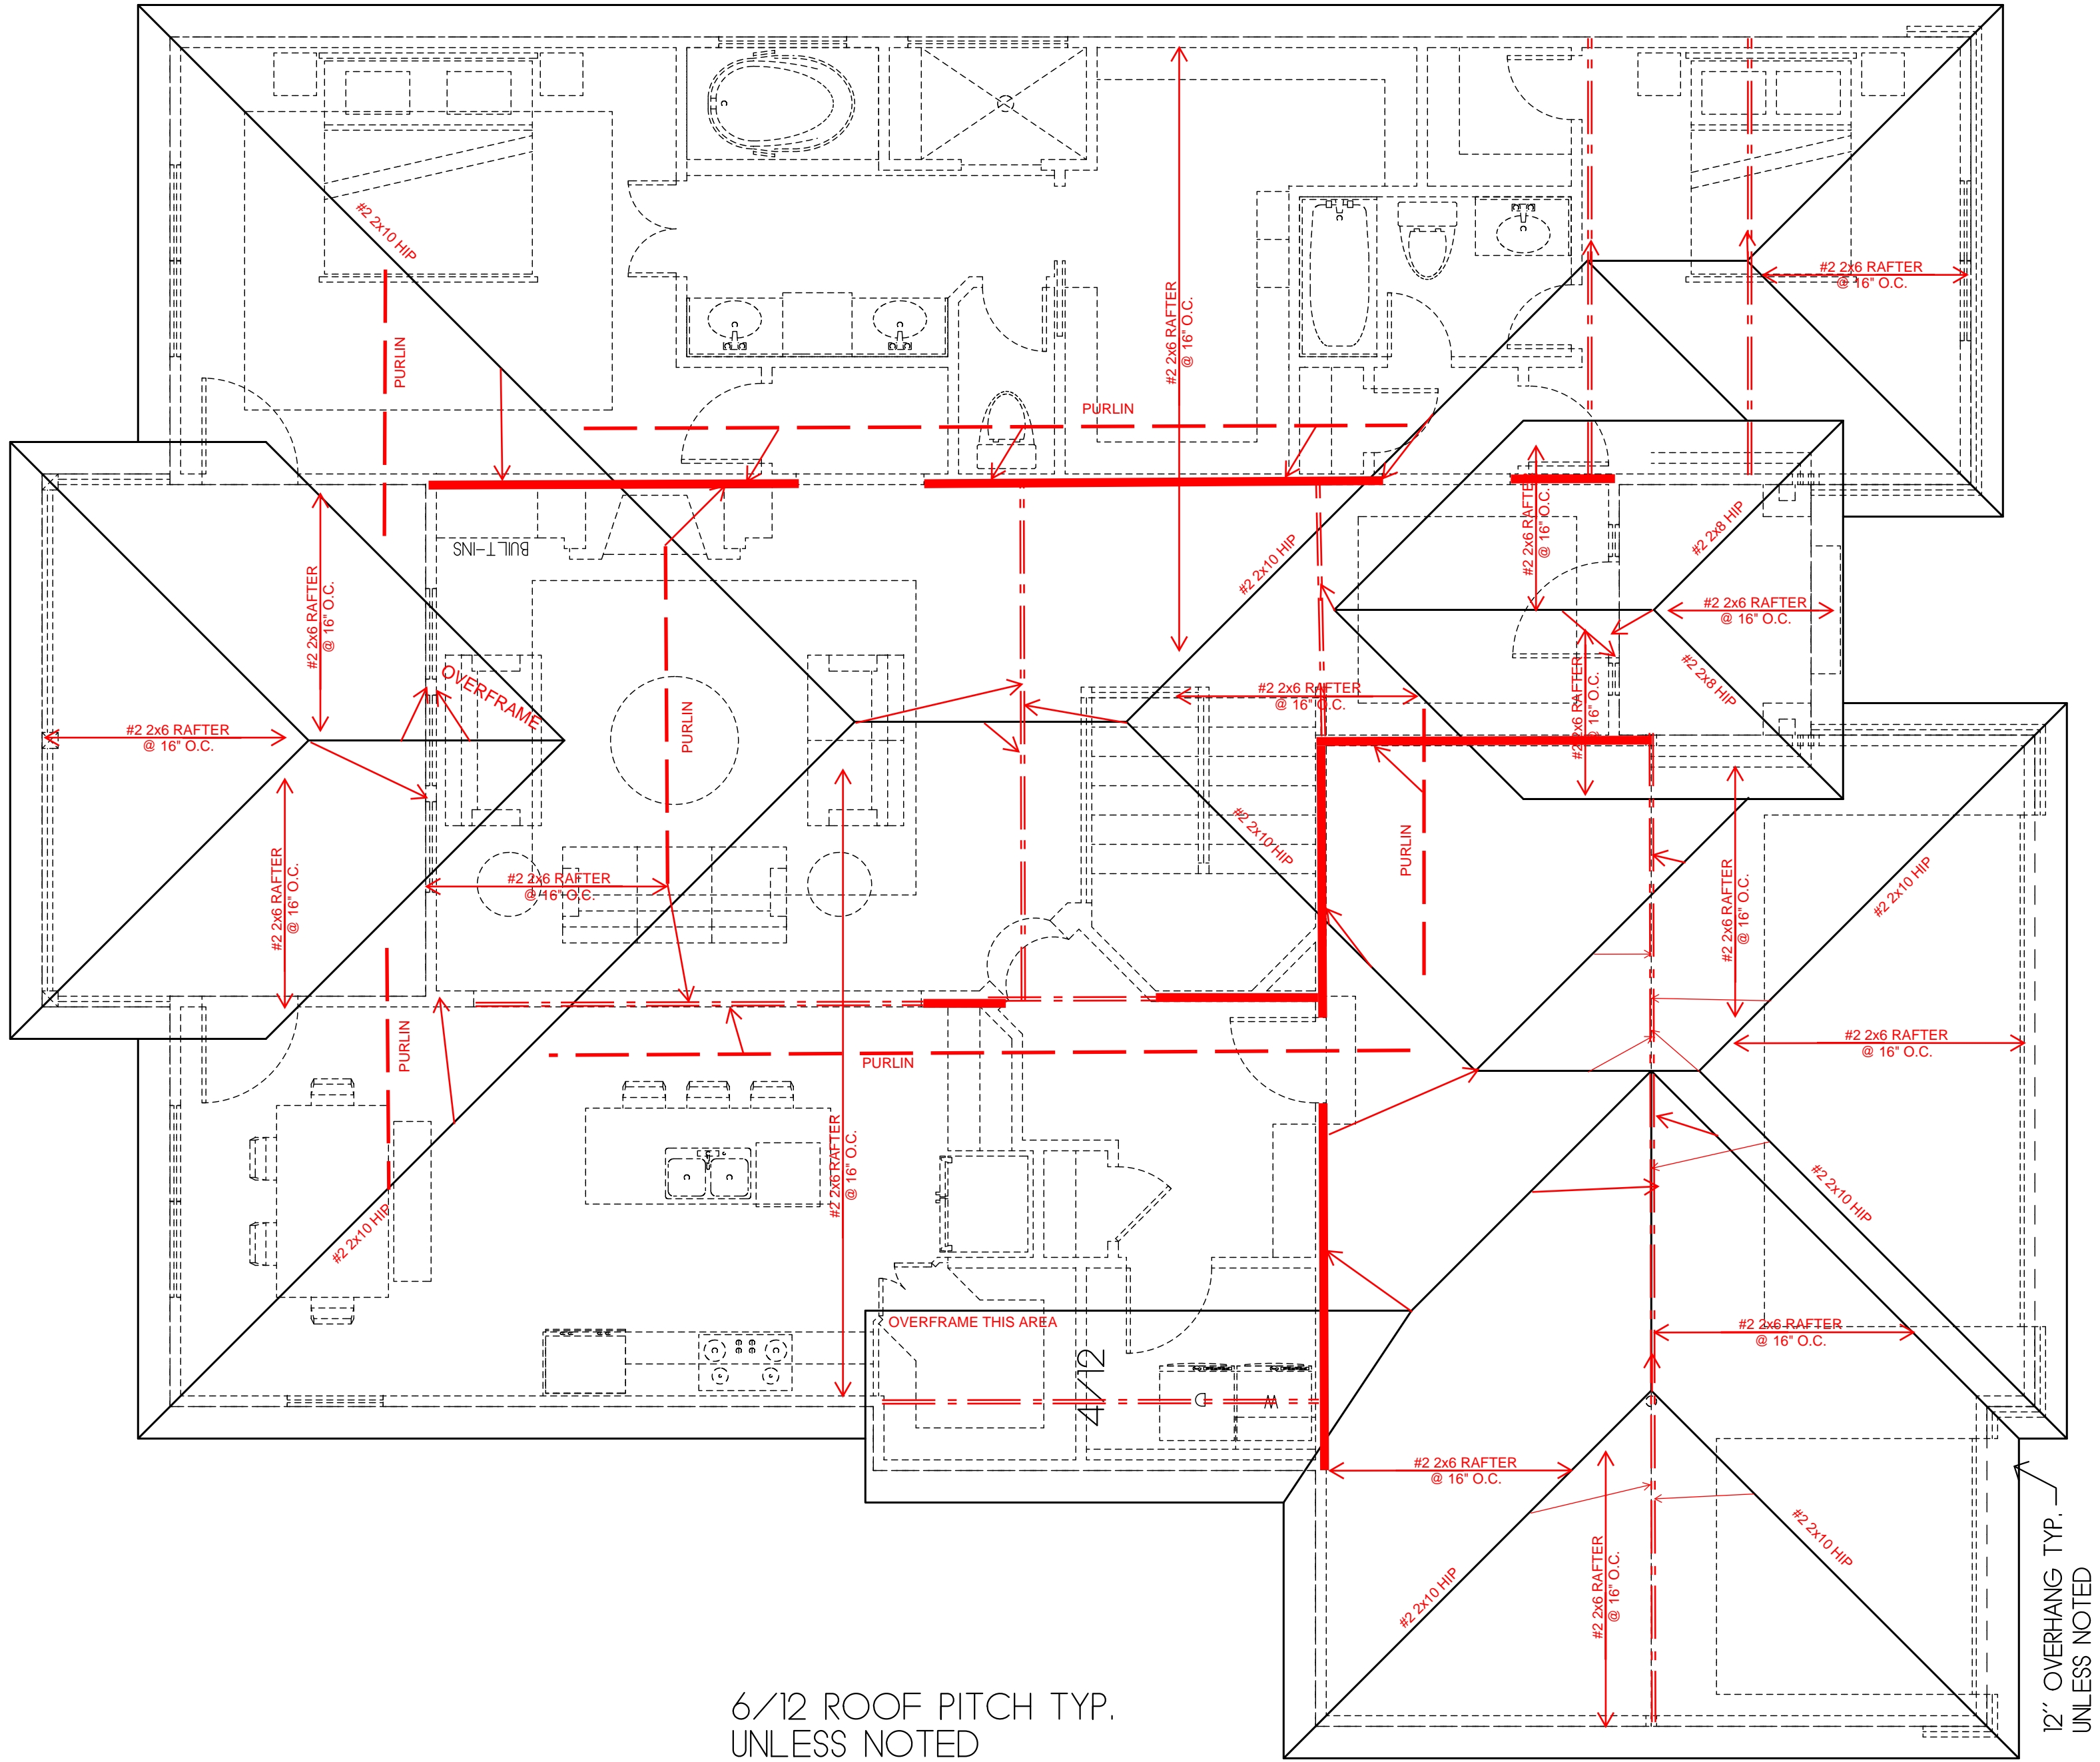 #2 2x10 HIP
PURLIN
PURLIN
#2 2x6 RAFTER
@ 16" O.C.
#2 2x6 RAFTER
@ 16" O.C.
BUILT-INS
#2 2x10 HIP
#2 2x6 RAFTER
@ 16" O.C.
#2 2x8 HIP
#2 2x6 RAFTER
@ 16" O.C.
#2 2x6 RAFTER
@ 16" O.C.
#2 2x8 HIP
OVERFRAME
#2 2x6 RAFTER
@ 16" O.C.
#2 2x6 RAFTER
@ 16" O.C.
#2 2x6 RAFTER
@ 16" O.C.
PURLIN
#2 2x6 RAFTER
@ 16" O.C.
#2 2x10 HIP
PURLIN
#2 2x6 RAFTER
@ 16" O.C.
#2 2x6 RAFTER
@ 16" O.C.
#2 2x6 RAFTER
@ 16" O.C.
#2 2x10 HIP
PURLIN
PURLIN
#2 2x6 RAFTER
@ 16" O.C.
#2 2x6 RAFTER
@ 16" O.C.
#2 2x10 HIP
#2 2x10 HIP
OVERFRAME THIS AREA
4/12
D
W
#2 2x6 RAFTER
@ 16" O.C.
#2 2x6 RAFTER
@ 16" O.C.
#2 2x10 HIP
#2 2x6 RAFTER
@ 16" O.C.
#2 2x10 HIP
12" OVERHANG TYP.
UNLESS NOTED
6/12 ROOF PITCH TYP.
UNLESS NOTED